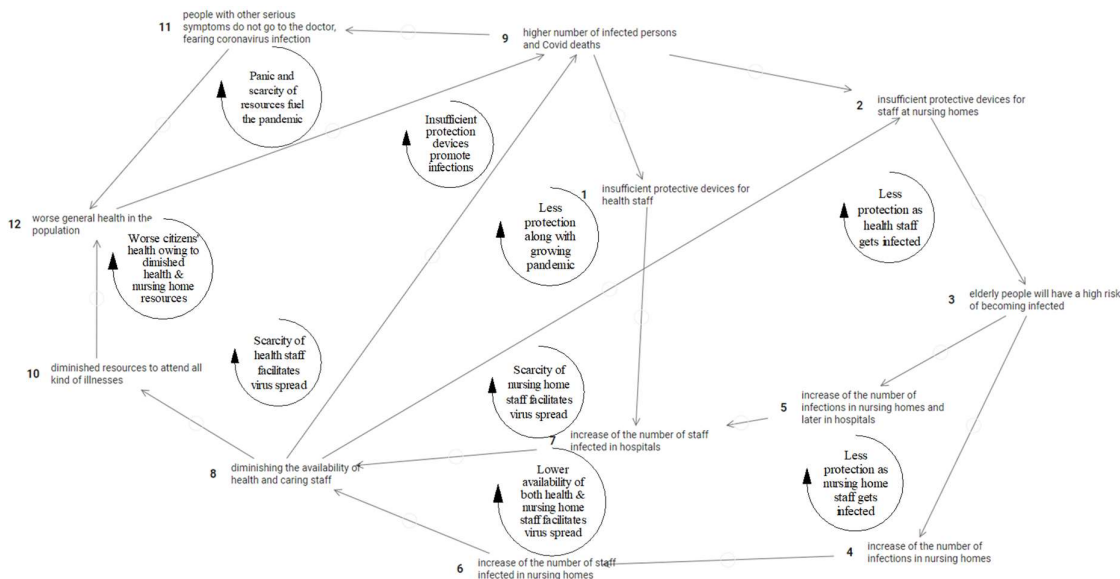 11
people with other serious
symptoms do not go to the doctor,
fearing coronavirus infection
9
higher number of infected persons
and Covid deaths
Panic and
scarcity of
resources fuel
the pandemic
2
insufficient protective devices for
staff at nursing homes
Insufficient
protection
devices
promote
infections
1
insufficient protective devices for
health staff
12
worse general health in the
population
Less
protection
along with
growing
pandemic
Less
protection as
health staff
gets infected
Worse citizens'
health owing to
dimished
health &
nursing home
resources
3
elderly people will have a high risk
of becoming infected
10
diminished resources to attend all
kind of illnesses
Scarcity of
health staff
facilitates
virus spread
Scarcity of
nursing home
staff facilitates
virus spread
5
increase of the number of
infections in nursing homes and
later in hospitals
7
increase of the number of staff
infected in hospitals
8
diminishing the availability of
health and caring staff
Lower
availability of
both health &
nursing home
staff facilitates
virus spread
Less
protection as
nursing home
staff gets
infected
4
increase of the number of
infections in nursing homes
6
increase of the number of staff
infected in nursing homes